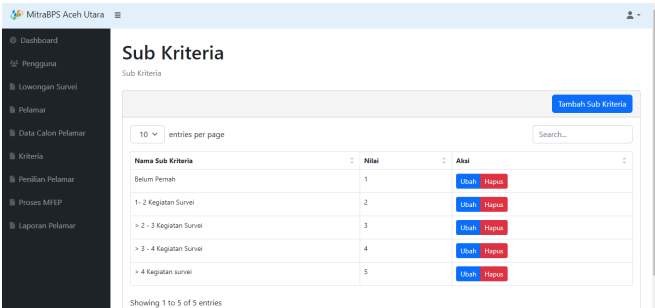 MitraBPS Aceh Utara
Dashboard
Pengguna
Lowongan Survei
Pelamar
Data Calon Pelamar
Kriteria
Penilian Pelamar
Proses MFEP
Laporan Pelamar
Sub Kriteria
Sub Kriteria
Tambah Sub Kriteria
10 entries per page
Search...
Nama Sub Kriteria Nilai Aksi
Belum Pernah 1 Ubah Hapus
1- 2 Kegiatan Survei 2 Ubah Hapus
> 2 - 3 Kegiatan Survei 3 Ubah Hapus
> 3 - 4 Kegiatan Survei 4 Ubah Hapus
> 4 Kegiatan survei 5 Ubah Hapus
Showing 1 to 5 of 5 entries